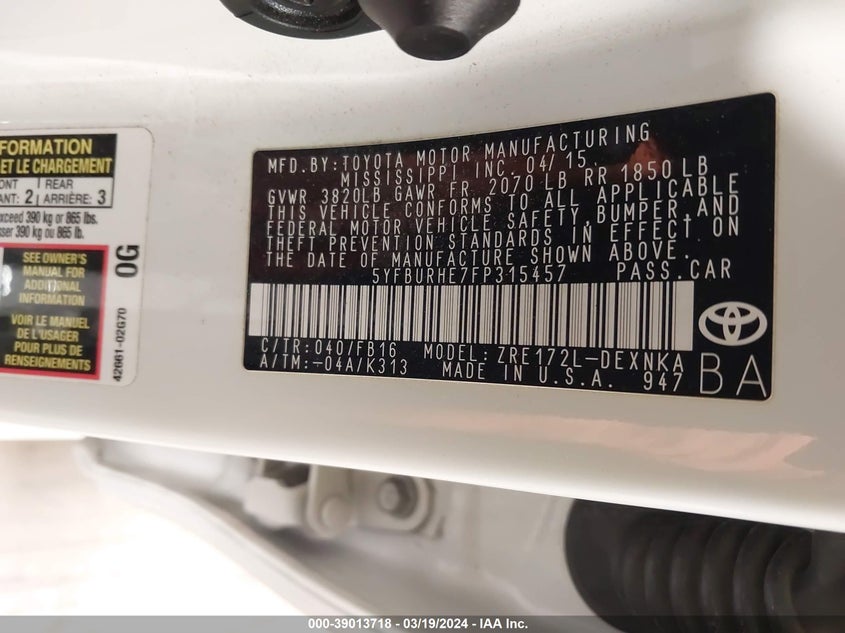 FORMATION
ET LE CHARGEMENT
ONT 2 REAR 3
ANT: ARRIÈRE:
exceed 390 kg or 865 lbs.
sser 390 kg ou 865 lb.
SEE OWNER'S
MANUAL FOR
ADDITIONAL
INFORMATION
VOIR LE MANUEL
DE L'USAGER
POUR PLUS DE
RENSEIGNEMENTS.
0G
42661-02G70
MFD.BY:TOYOTA MOTOR MANUFACTURING
MISSISSIPPI INC. 04/15
GVWR 3820LB GAWR FR 2070 LB RR 1850 LB
THIS VEHICLE CONFORMS TO ALL APPLICABLE
FEDERAL MOTOR VEHICLE SAFETY,BUMPER,AND
THEFT PREVENTION STANDARDS IN EFFECT ON
THE DATE OF MANUFACTURE SHOWN ABOVE.
5YFBURHE7FP315457 PASS.CAR
C/TR:040/FB16 MODEL:ZRE172L-DEXNKA
A/TM:-04A/K313 MADE IN U.S.A. 947
BA
000-39013718 - 03/19/2024 - IAA Inc.